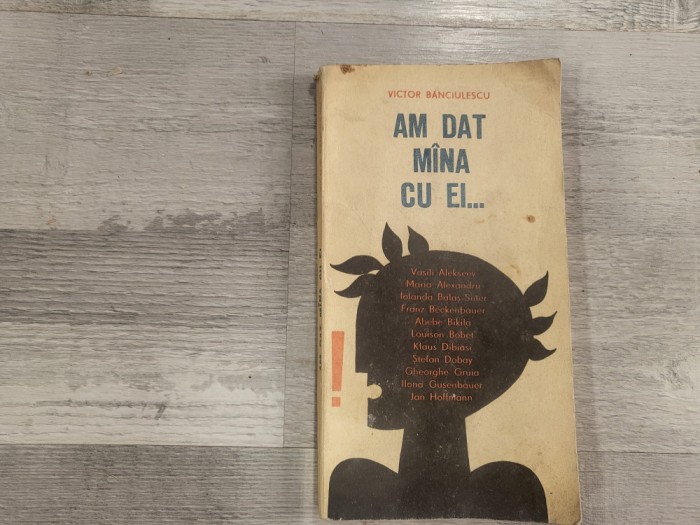 VICTOR BĂNCIULESCU
AM DAT
MÎNA
CU EI...
Vasili Alekseev
Maria Alexandru
Iolanda Balaș-Söter
Franz Beckenbauer
Abebe Bikila
Louison Bobet
Klaus Dibiasi
Ștefan Dobay
Gheorghe Gruia
Ilona Gusenbauer
Jan Hoffmann
!